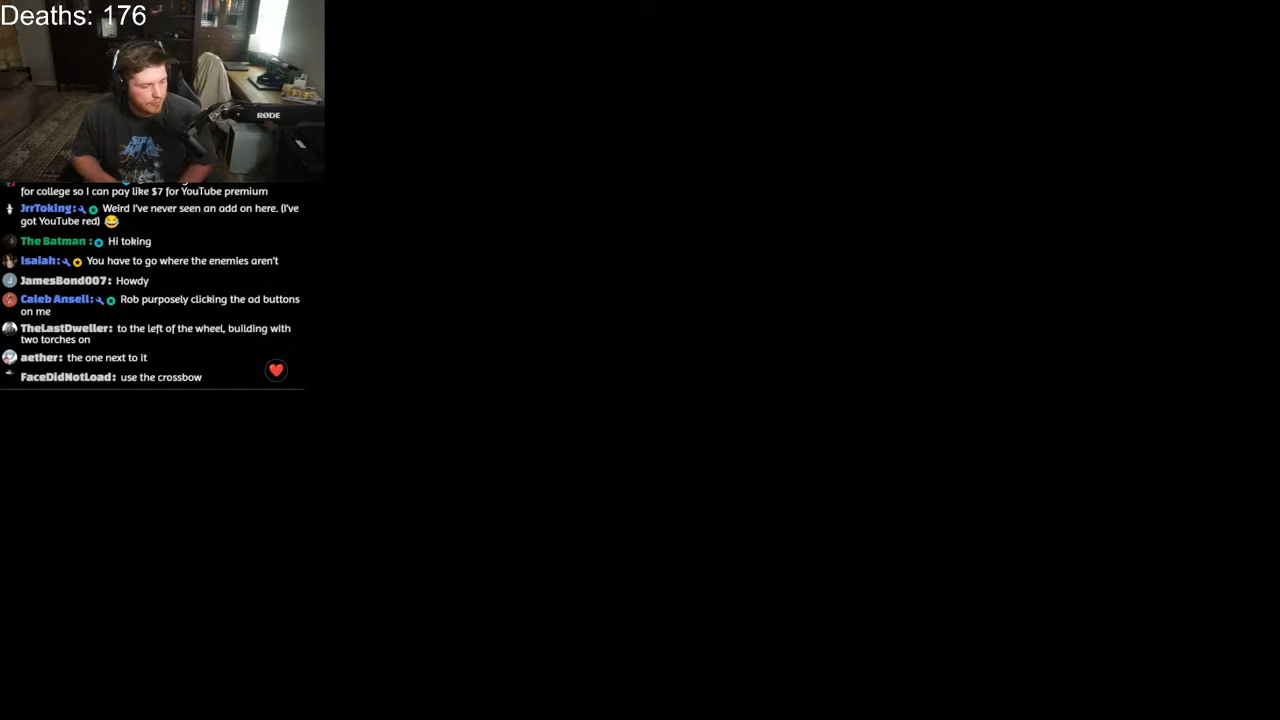 Deaths: 176
RØDE
for college so I can pay like $7 for YouTube premium
JrrToking: Weird I've never seen an add on here. (I've
got YouTube red) 😂
The Batman : Hi toking
Isaiah: You have to go where the enemies aren't
JamesBond007: Howdy
Caleb Ansell: Rob purposely clicking the ad buttons
on me
TheLastDweller: to the left of the wheel, building with
two torches on
aether: the one next to it
FaceDidNotLoad: use the crossbow